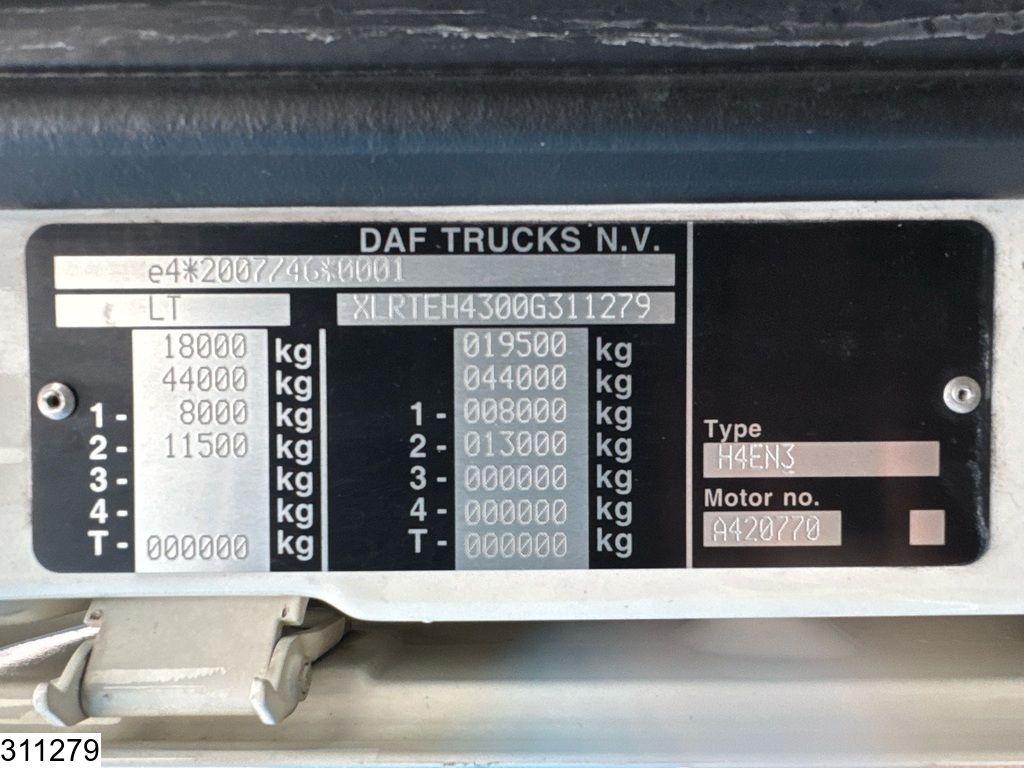 DAF TRUCKS N.V.
e4*2007/46*0001
LT XLRTEH4300G311279
18000 kg 019500 kg
44000 kg 044000 kg
1- 8000 kg 1- 008000 kg
2- 11500 kg 2- 013000 kg
3- kg 3- 000000 kg
4- kg 4- 000000 kg
T- 000000 kg T- 000000 kg
Type
H4EN3
Motor no.
A420770
311279